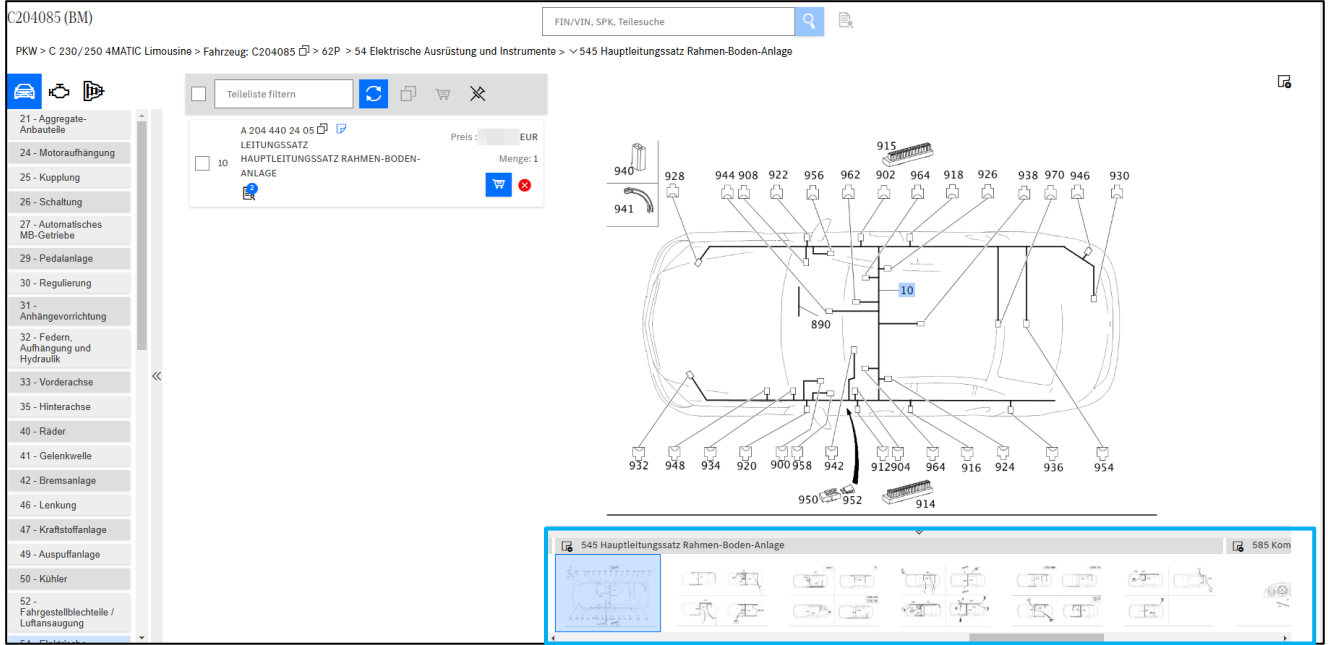 C204085 (BM)
FIN/VIN, SPK, Teilesuche
PKW > C 230/250 4MATIC Limousine > Fahrzeug: C204085 > 62P > 54 Elektrische Ausrüstung und Instrumente > 545 Hauptleitungssatz Rahmen-Boden-Anlage
Teileliste filtern
21 - Aggregate-
Anbauteile
24 - Motoraufhängung
25 - Kupplung
26 - Schaltung
27 - Automatisches
MB-Getriebe
29 - Pedalanlage
30 - Regulierung
31 -
Anhängevorrichtung
32 - Federn,
Aufhängung und
Hydraulik
33 - Vorderachse
35 - Hinterachse
40 - Räder
41 - Gelenkwelle
42 - Bremsanlage
46 - Lenkung
47 - Kraftstoffanlage
49 - Auspuffanlage
50 - Kühler
52 -
Fahrgestellblechteile /
Luftansaugung
54 - Elektrische
A 204 440 24 05
LEITUNGSSATZ
10 HAUPTLEITUNGSSATZ RAHMEN-BODEN-
ANLAGE
2
Preis : EUR
Menge: 1
915
940 928 944 908 922 956 962 902 964 918 926 938 970 946 930
941
10
890
932 948 934 920 900 958 942 912 904 964 916 924 936 954
950 952 914
545 Hauptleitungssatz Rahmen-Boden-Anlage
585 Kom